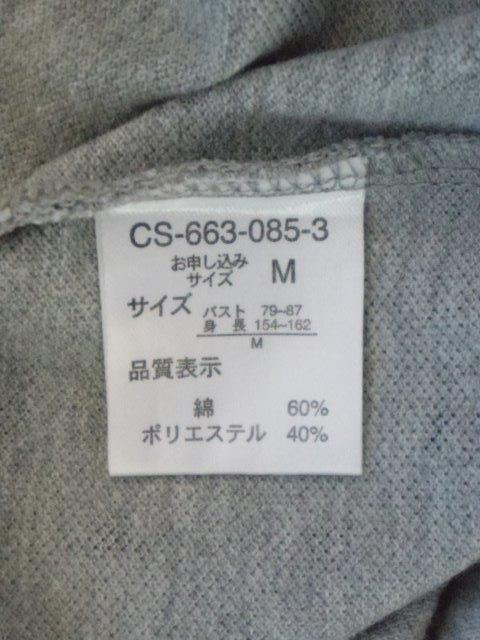 CS-663-085-3
お申し込み
サイズ M
サイズ バスト 79~87
身長 154~162
M
品質表示
綿 60%
ポリエステル 40%